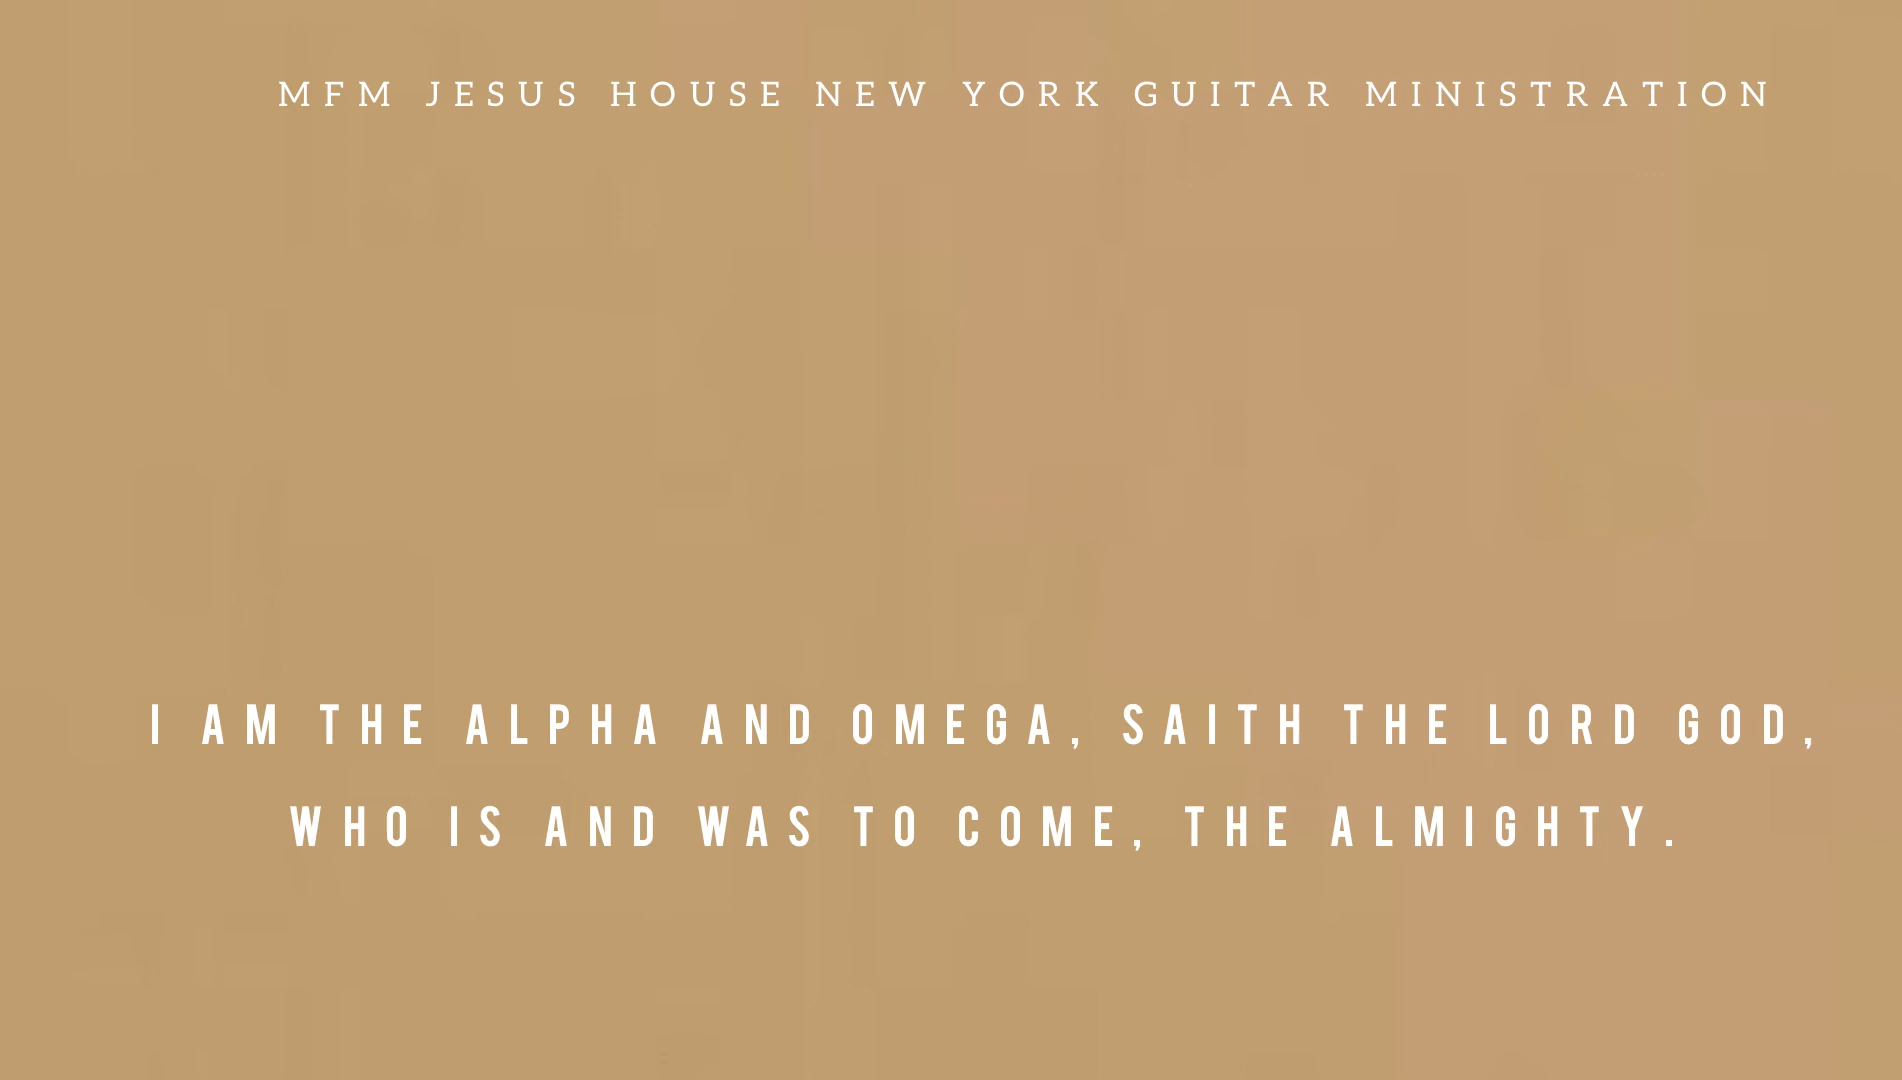 MFM JESUS HOUSE NEW YORK GUITAR MINISTRATION
I AM THE ALPHA AND OMEGA, SAITH THE LORD GOD,
WHO IS AND WAS TO COME, THE ALMIGHTY.